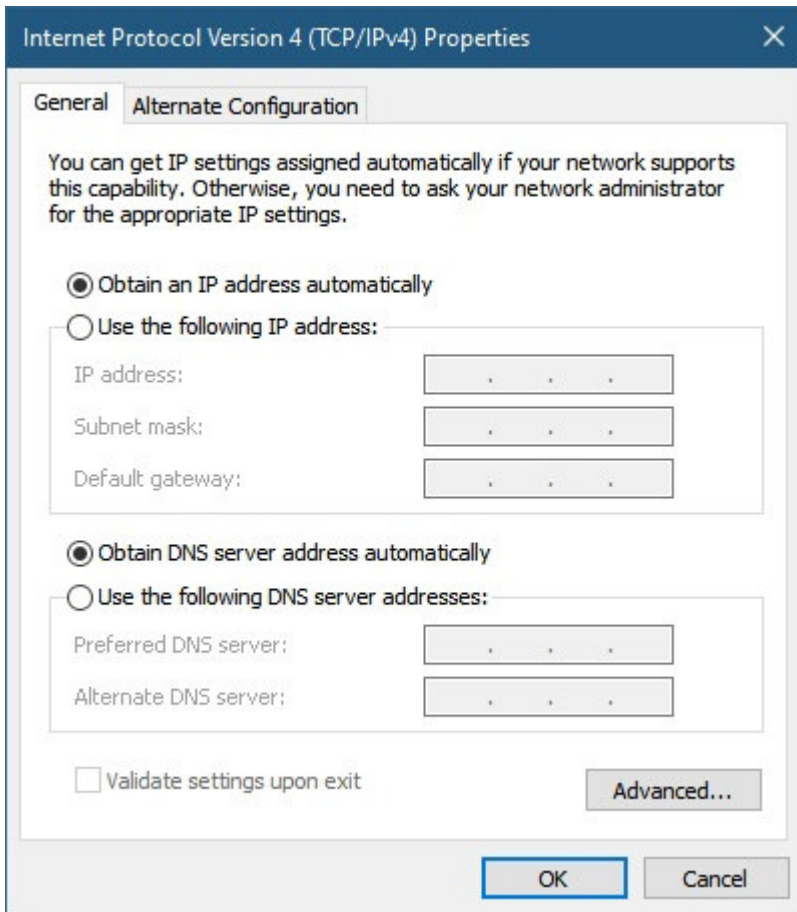 Internet Protocol Version 4 (TCP/IPv4) Properties
General
Alternate Configuration
You can get IP settings assigned automatically if your network supports
this capability. Otherwise, you need to ask your network administrator
for the appropriate IP settings.
Obtain an IP address automatically
Use the following IP address:
IP address:
Subnet mask:
Default gateway:
Obtain DNS server address automatically
Use the following DNS server addresses:
Preferred DNS server:
Alternate DNS server:
Validate settings upon exit
Advanced...
OK
Cancel